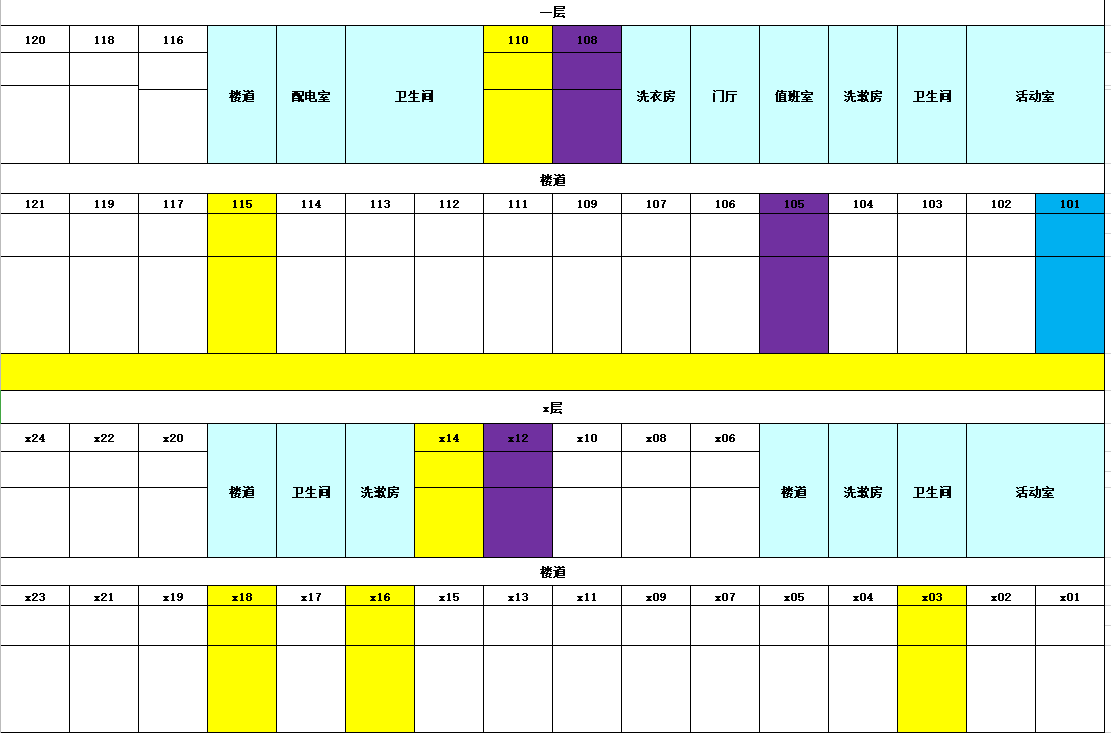 一层
120 118 116 楼道 配电室 卫生间 110 108 洗衣房 门厅 值班室 洗漱房 卫生间 活动室
楼道
121 119 117 115 114 113 112 111 109 107 106 105 104 103 102 101
x层
x24 x22 x20 楼道 卫生间 洗漱房 x14 x12 x10 x08 x06 楼道 洗漱房 卫生间 活动室
楼道
x23 x21 x19 x18 x17 x16 x15 x13 x11 x09 x07 x05 x04 x03 x02 x01